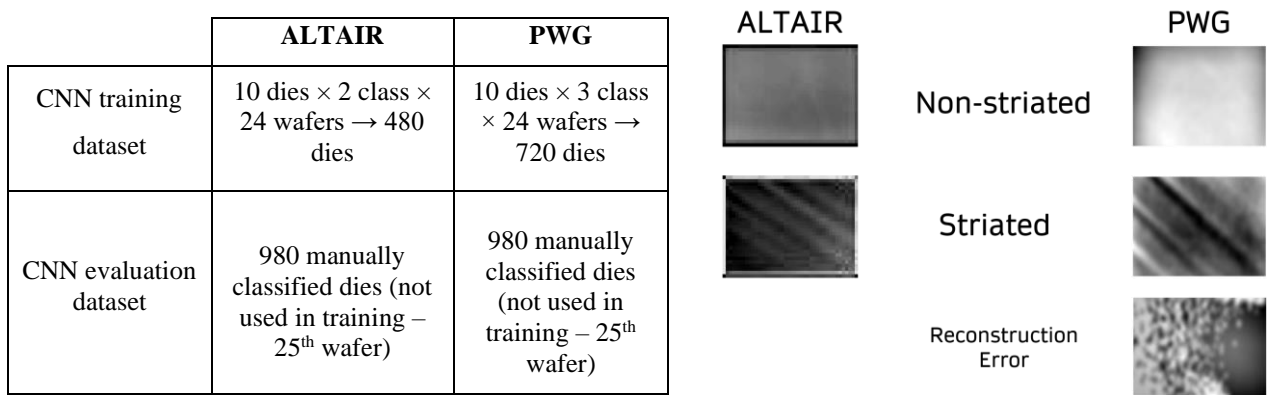 ALTAIR PWG
CNN training
dataset
10 dies × 2 class ×
24 wafers → 480
dies
10 dies × 3 class
× 24 wafers →
720 dies
CNN evaluation
dataset
980 manually
classified dies (not
used in training –
25th wafer)
980 manually
classified dies
(not used in
training – 25th
wafer)
ALTAIR PWG
Non-striated
Striated
Reconstruction
Error